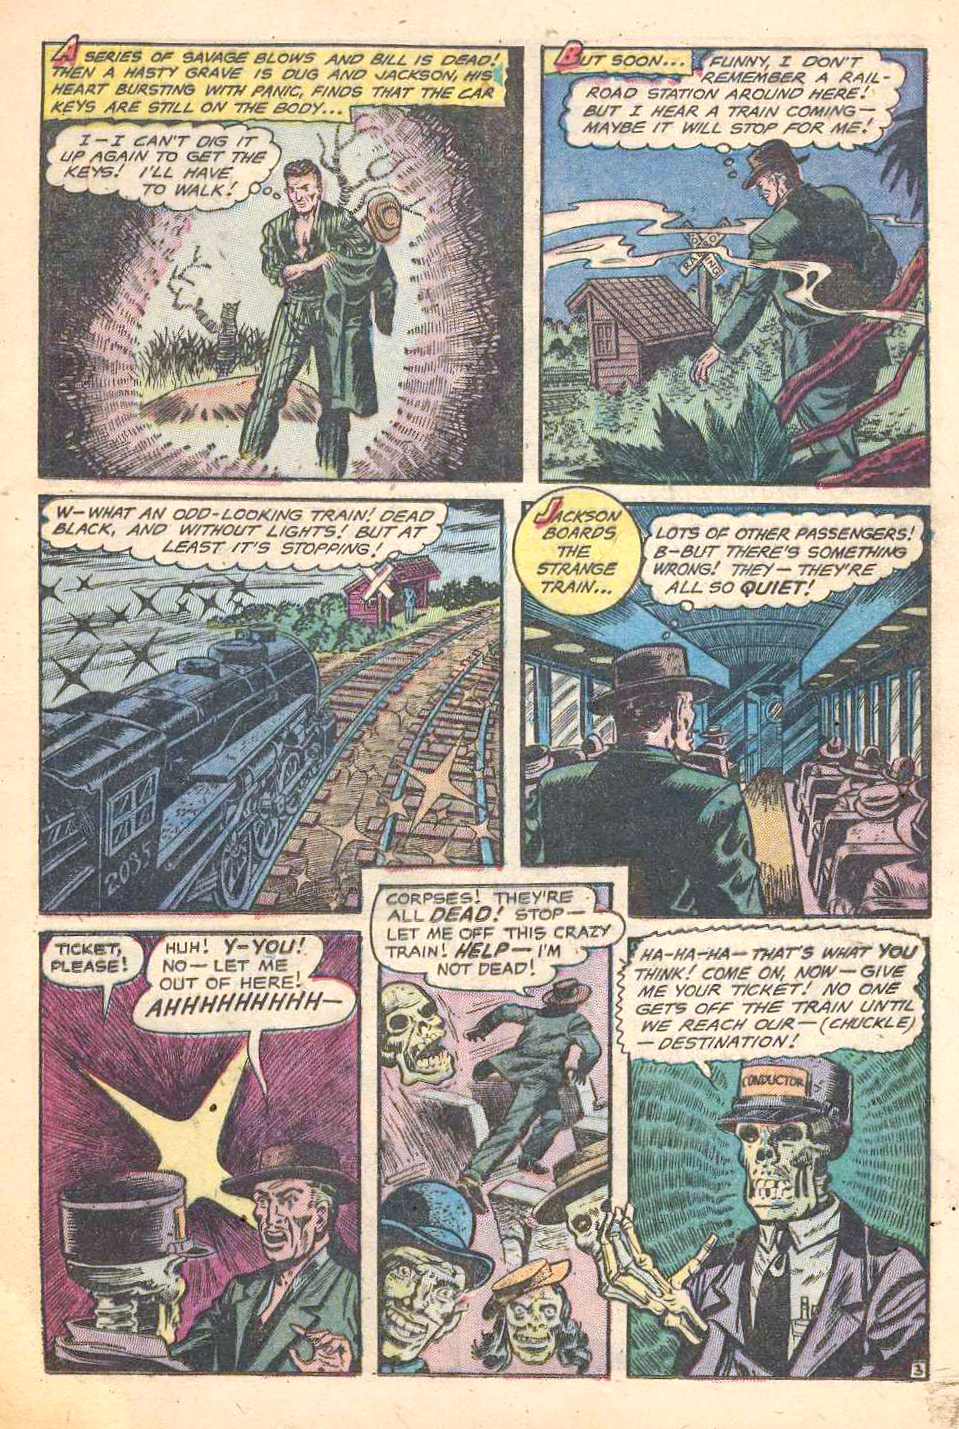 A SERIES OF SAVAGE BLOWS AND BILL IS DEAD!
THEN A HASTY GRAVE IS DUG AND JACKSON, HIS
HEART BURSTING WITH PANIC, FINDS THAT THE CAR
KEYS ARE STILL ON THE BODY...
I-I CAN'T DIG IT
UP AGAIN TO GET THE
KEYS! I'LL HAVE
TO WALK!
BUT SOON...
FUNNY, I DON'T
REMEMBER A RAIL-
ROAD STATION AROUND HERE!
BUT I HEAR A TRAIN COMING-
MAYBE IT WILL STOP FOR ME!
W-WHAT AN ODD-LOOKING TRAIN! DEAD
BLACK, AND WITHOUT LIGHTS! BUT AT
LEAST IT'S STOPPING!
2035
JACKSON
BOARDS
THE
STRANGE
TRAIN...
LOTS OF OTHER PASSENGERS!
B-BUT THERE'S SOMETHING
WRONG! THEY-THEY'RE
ALL SO QUIET!
TICKET,
PLEASE!
HUH! Y-YOU!
NO-LET ME
OUT OF HERE!
AHHHHHHHHH-
CORPSES! THEY'RE
ALL DEAD! STOP-
LET ME OFF THIS CRAZY
TRAIN! HELP-I'M
NOT DEAD!
HA-HA-HA-THAT'S WHAT YOU
THINK! COME ON, NOW-GIVE
ME YOUR TICKET! NO ONE
GETS OFF THE TRAIN UNTIL
WE REACH OUR-(CHUCKLE)
-DESTINATION!
CONDUCTOR
3